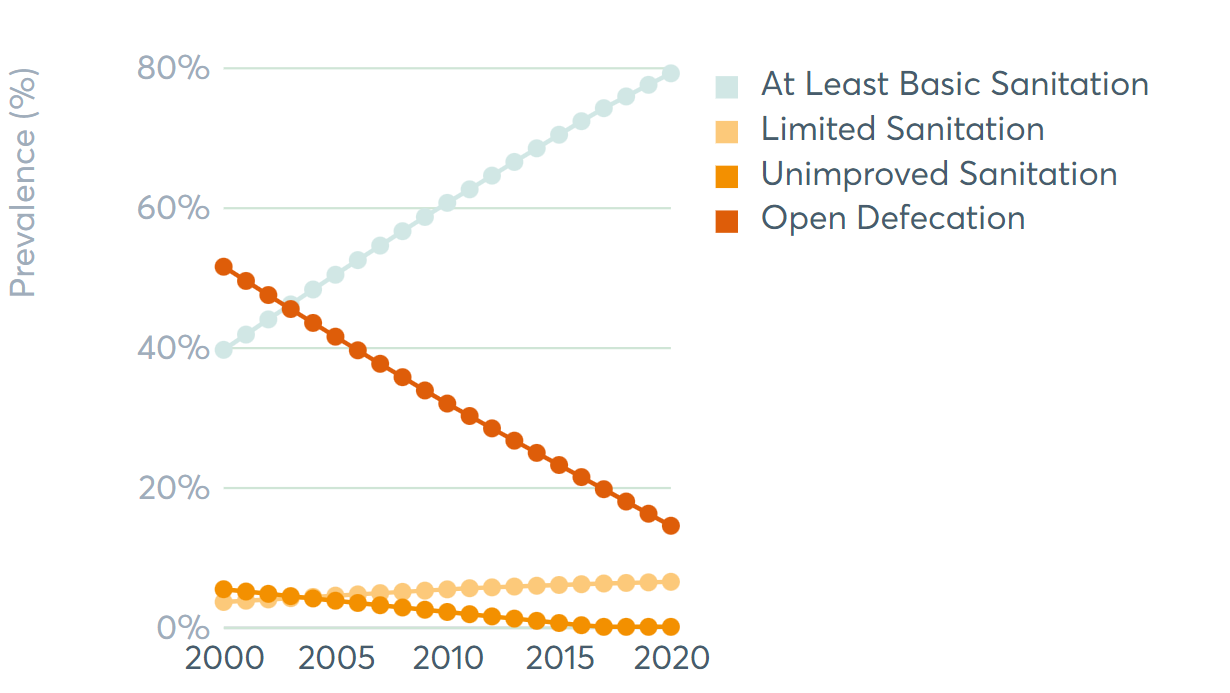 Prevalence (%)
80%
60%
40%
20%
0%
2000 2005 2010 2015 2020
At Least Basic Sanitation
Limited Sanitation
Unimproved Sanitation
Open Defecation